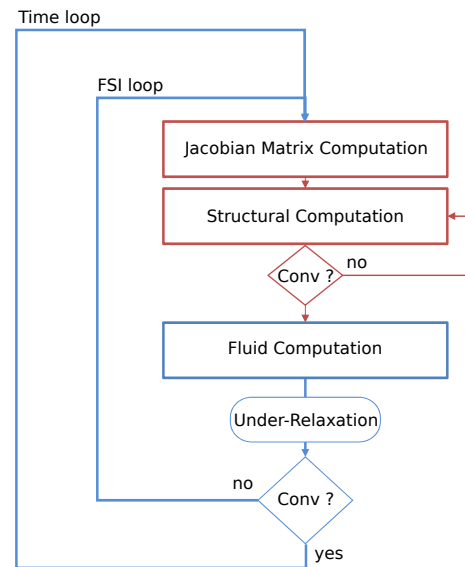 Time loop
FSI loop
Jacobian Matrix Computation
Structural Computation
no
Conv ?
Fluid Computation
Under-Relaxation
no
Conv ?
yes